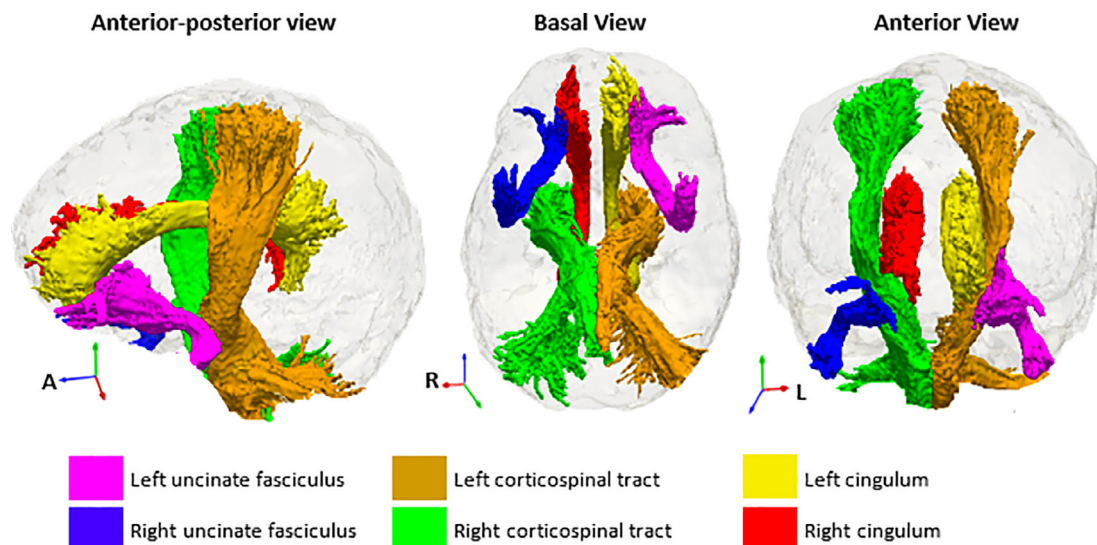 Anterior-posterior view
Basal View
Anterior View
A
R
L
Left uncinate fasciculus
Left corticospinal tract
Left cingulum
Right uncinate fasciculus
Right corticospinal tract
Right cingulum